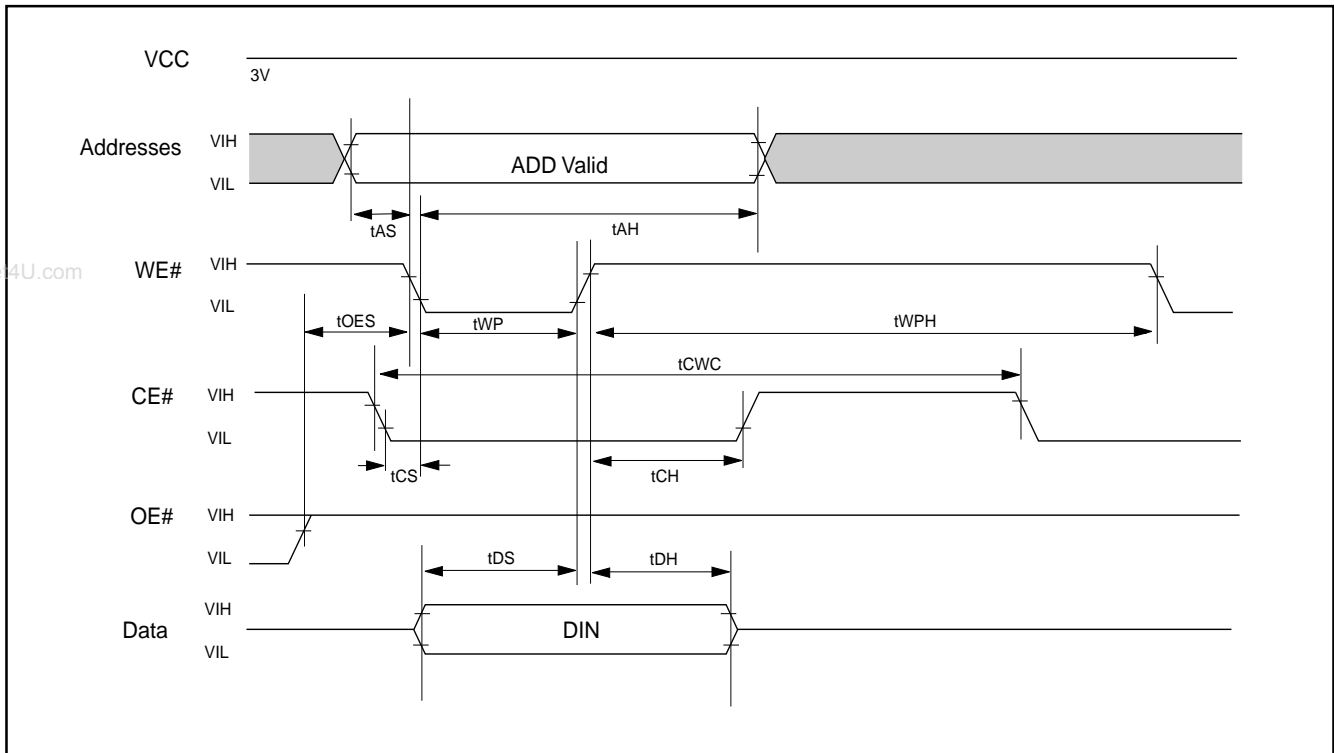 VCC
3V
Addresses VIH
ADD Valid
VIL
tAS
tAH
et4U.com
WE# VIH
VIL
tOES
tWP
tWPH
tCWC
CE# VIH
VIL
tCS
tCH
OE# VIH
VIL
tDS
tDH
VIH
Data
DIN
VIL